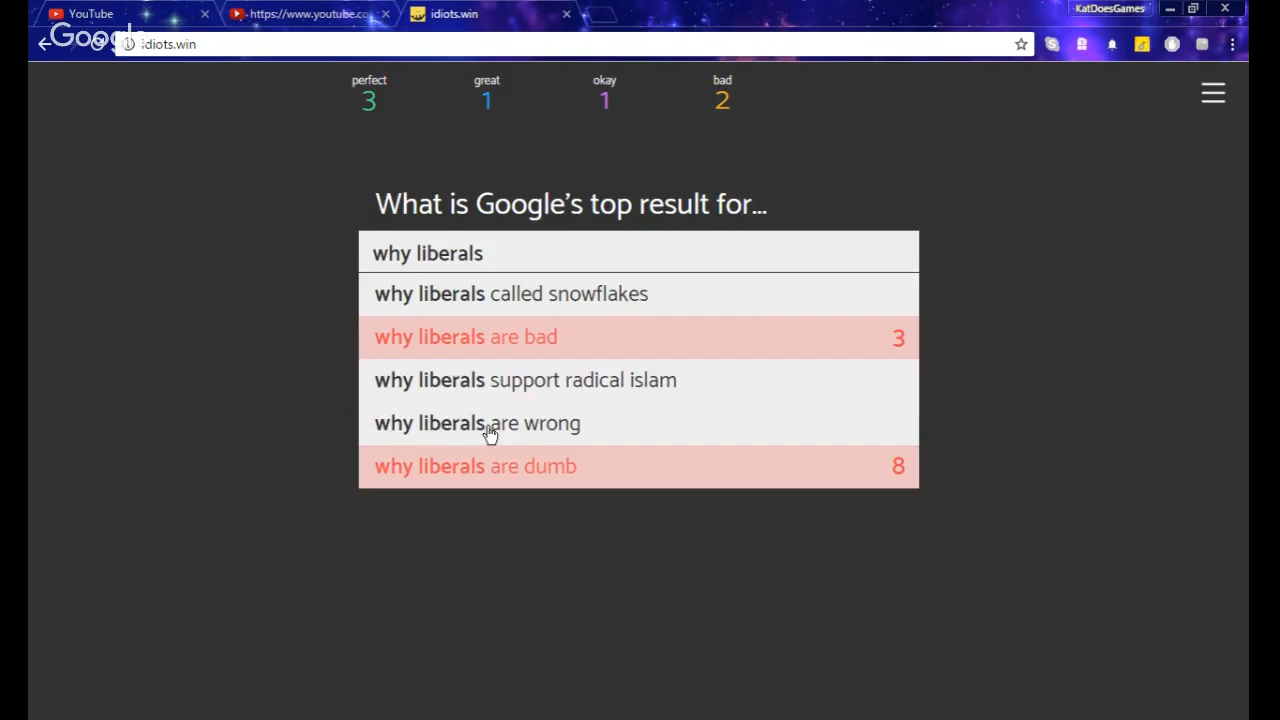 YouTube
https://www.youtube.co
idiots.win
KatDoesGames
Google
idiots.win
perfect
great
okay
bad
3
1
1
2
What is Google's top result for...
why liberals
why liberals called snowflakes
why liberals are bad 3
why liberals support radical islam
why liberals are wrong
why liberals are dumb 8